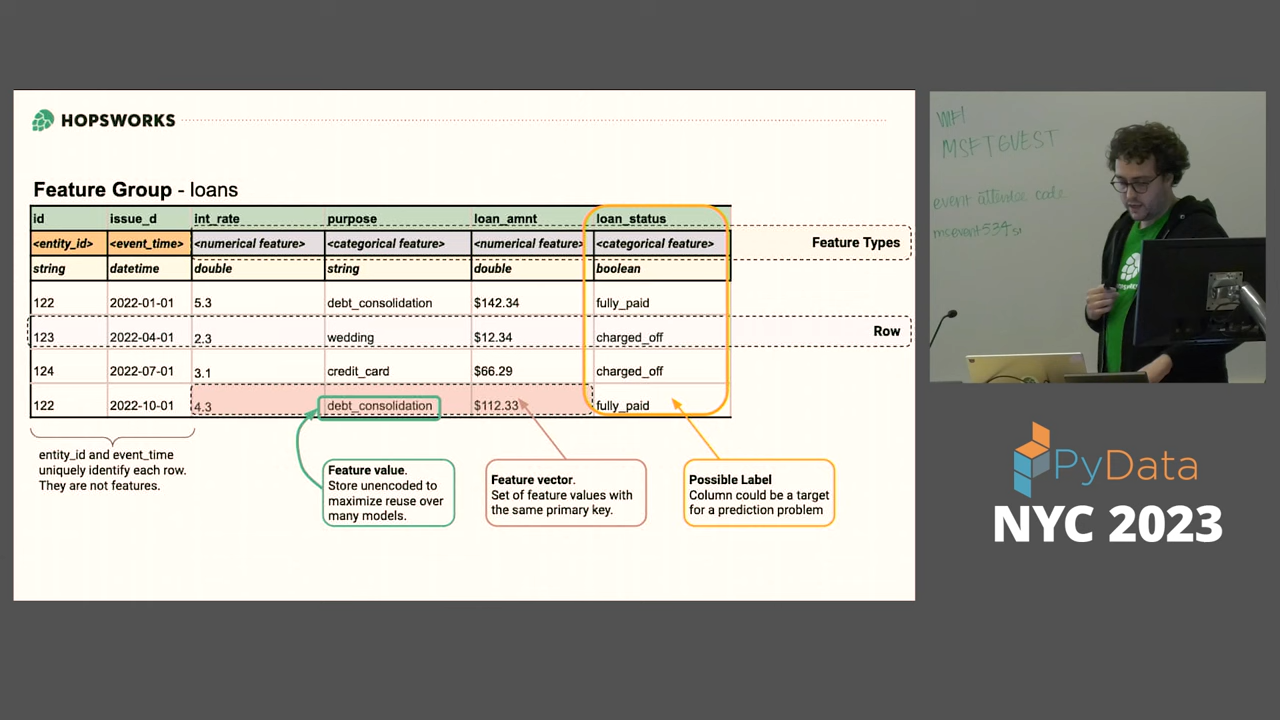 HOPSWORKS
Feature Group - loans
id issue_d int_rate purpose loan_amnt loan_status
<entity_id> <event_time> <numerical feature> <categorical feature> <numerical feature> <categorical feature> Feature Types
string datetime double string double boolean
122 2022-01-01 5.3 debt_consolidation $142.34 fully_paid
123 2022-04-01 2.3 wedding $12.34 charged_off Row
124 2022-07-01 3.1 credit_card $66.29 charged_off
122 2022-10-01 4.3 debt_consolidation $112.33 fully_paid
entity_id and event_time
uniquely identify each row.
They are not features.
Feature value.
Store unencoded to
maximize reuse over
many models.
Feature vector.
Set of feature values with
the same primary key.
Possible Label
Column could be a target
for a prediction problem
MSFTGUEST
event attendee code
PyData
NYC 2023